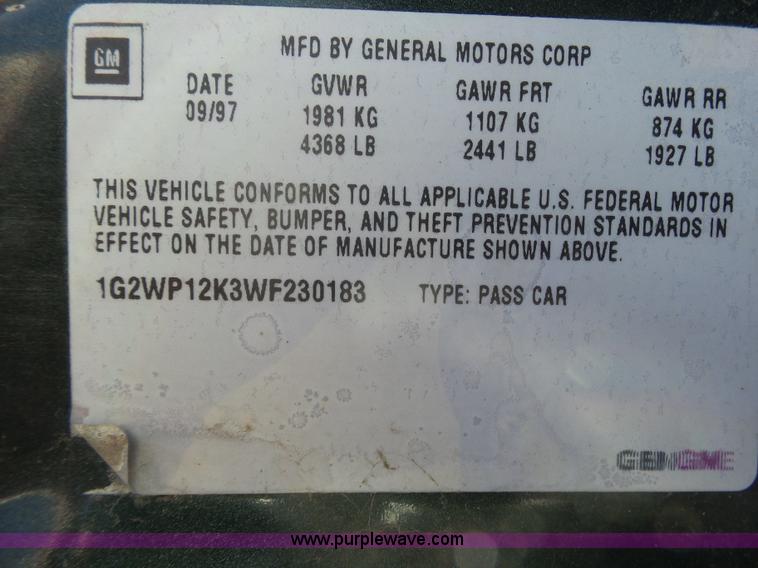 GM
MFD BY GENERAL MOTORS CORP
DATE GVWR GAWR FRT GAWR RR
09/97 1981 KG 1107 KG 874 KG
4368 LB 2441 LB 1927 LB
THIS VEHICLE CONFORMS TO ALL APPLICABLE U.S. FEDERAL MOTOR
VEHICLE SAFETY, BUMPER, AND THEFT PREVENTION STANDARDS IN
EFFECT ON THE DATE OF MANUFACTURE SHOWN ABOVE.
1G2WP12K3WF230183 TYPE: PASS CAR
www.purplewave.com